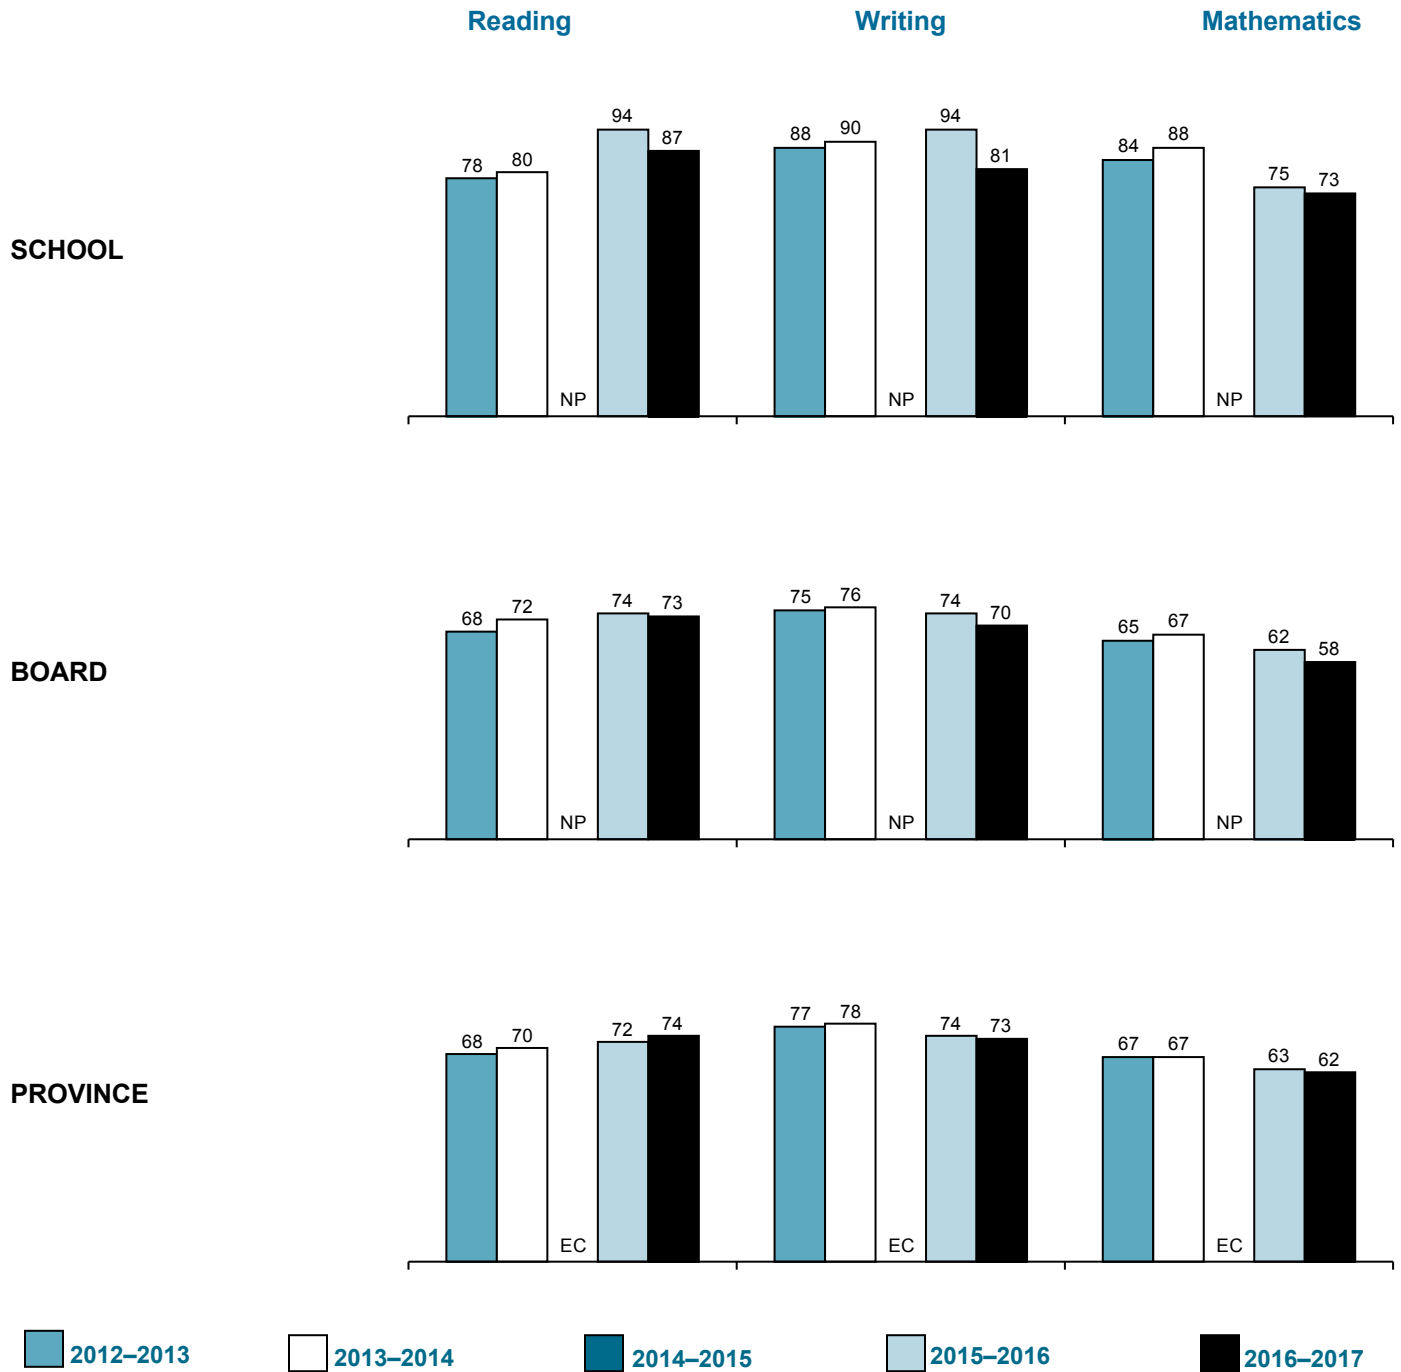 Reading Writing Mathematics
SCHOOL
78 80 NP 94 87 88 90 NP 94 81 84 88 NP 75 73
BOARD
68 72 NP 74 73 75 76 NP 74 70 65 67 NP 62 58
PROVINCE
68 70 EC 72 74 77 78 EC 74 73 67 67 EC 63 62
2012–2013 2013–2014 2014–2015 2015–2016 2016–2017